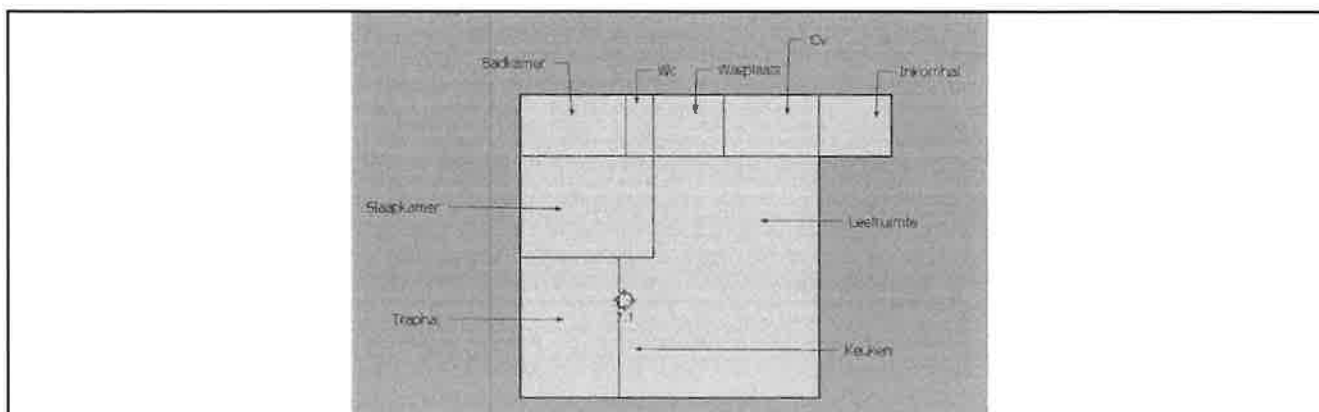 Cv
Badkamer
Wc
Wasplaats
Inkomhal
Slaapkamer
Leefruimte
Traphal
Keuken